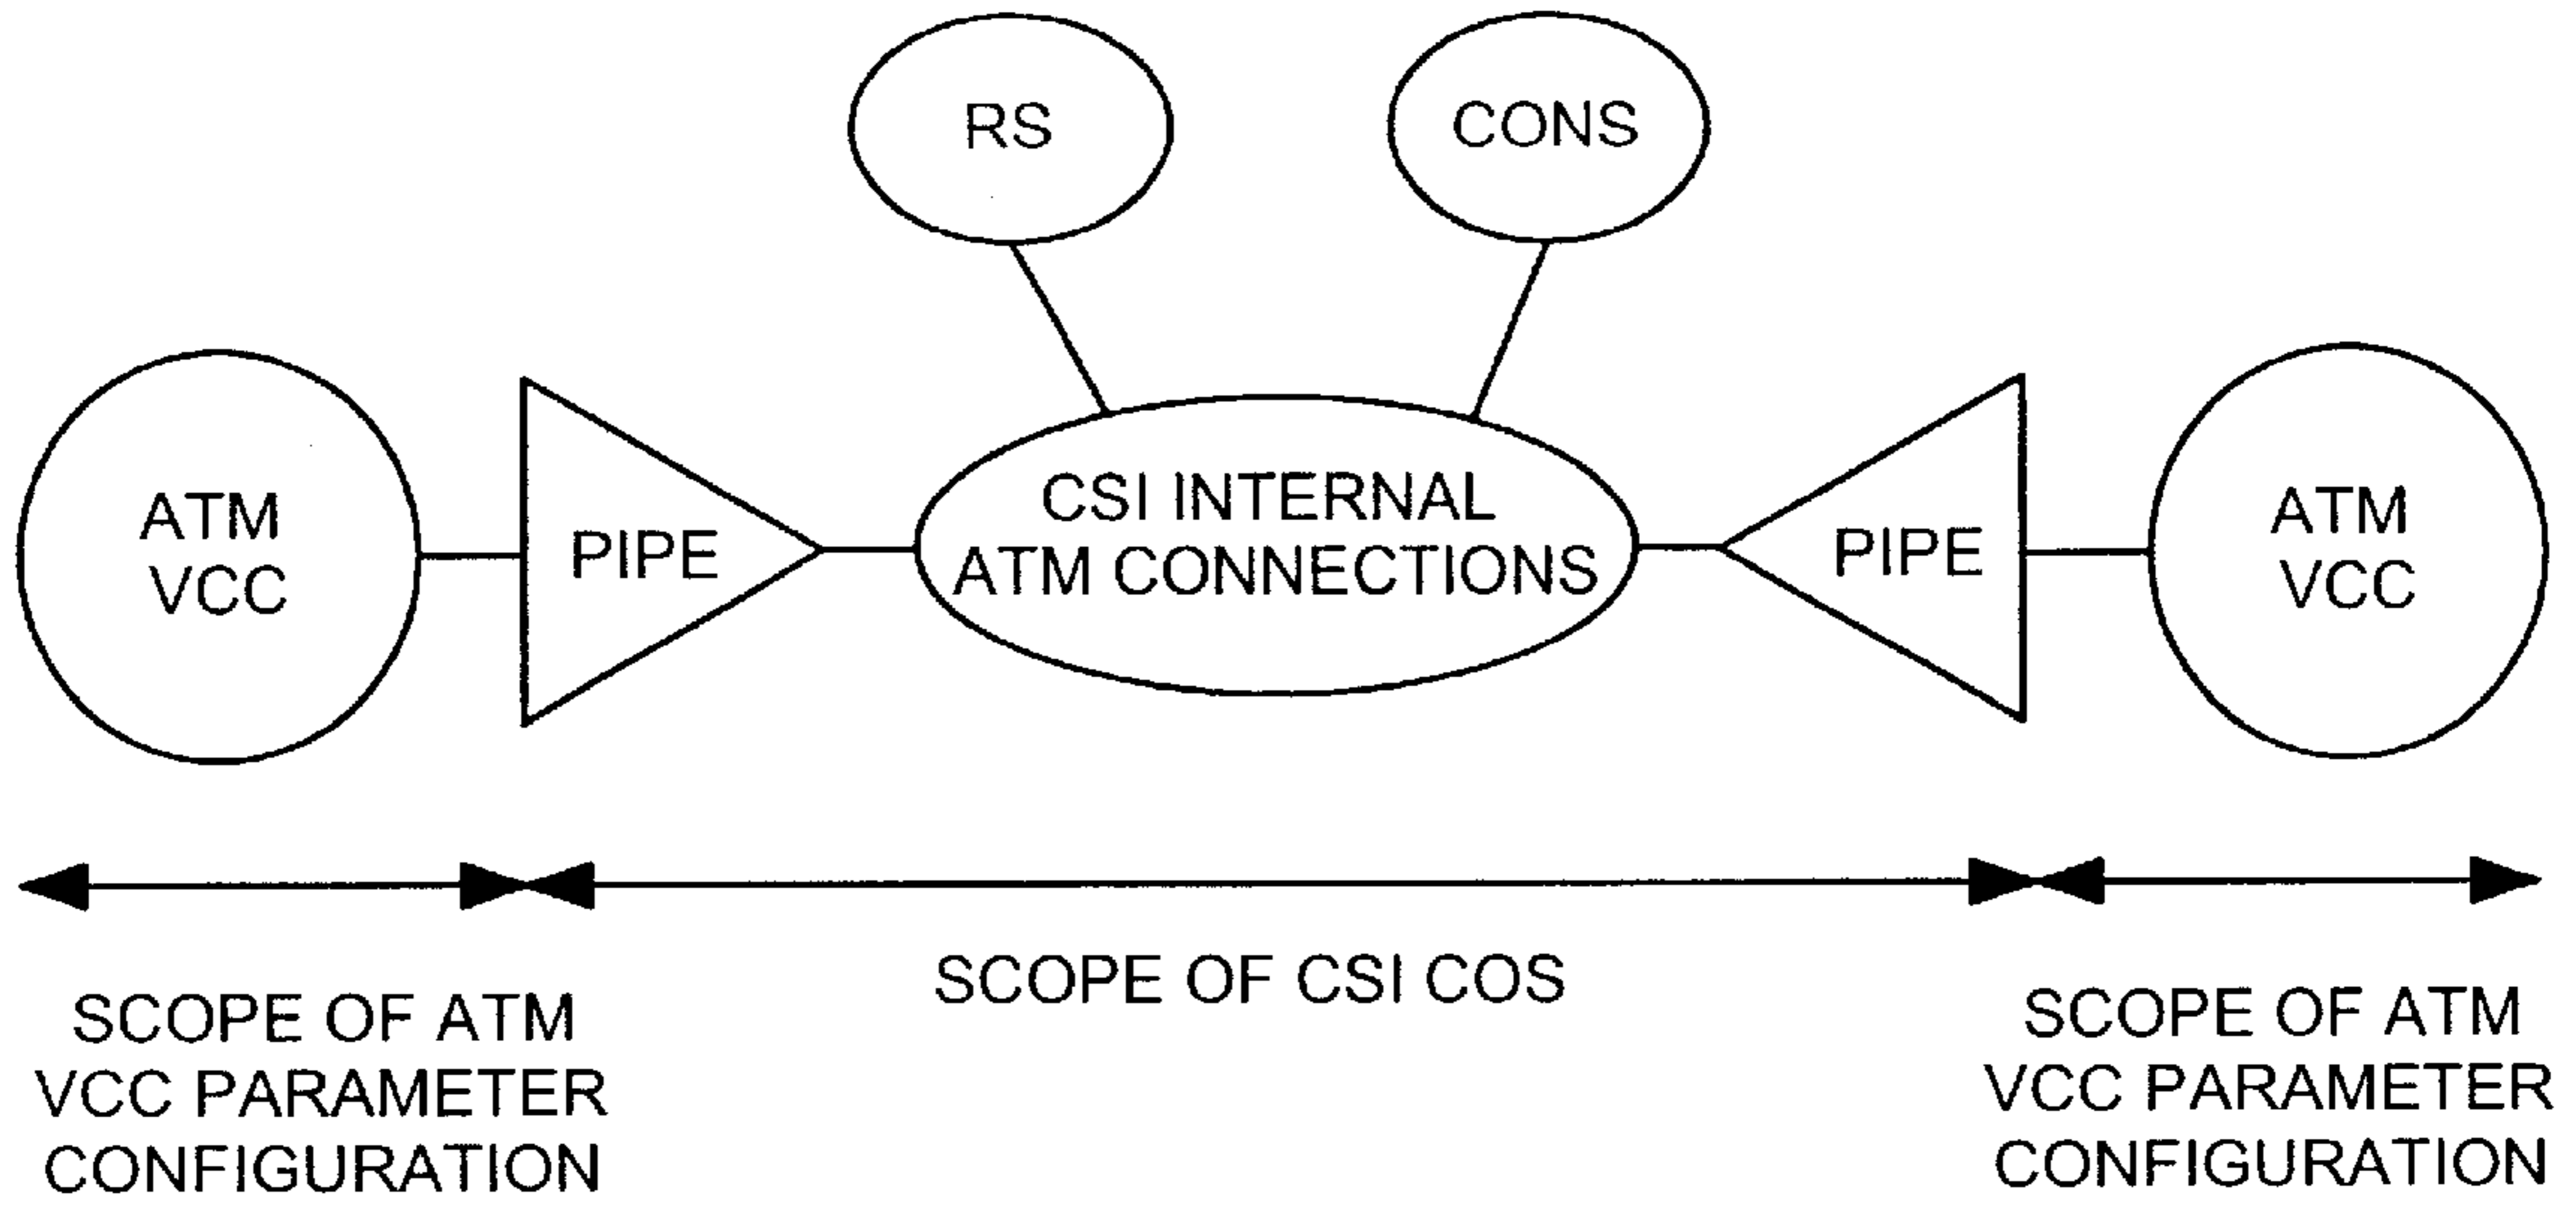 RS
CONS
ATM
VCC
PIPE
CSI INTERNAL
ATM CONNECTIONS
PIPE
ATM
VCC
SCOPE OF ATM
VCC PARAMETER
CONFIGURATION
SCOPE OF CSI COS
SCOPE OF ATM
VCC PARAMETER
CONFIGURATION